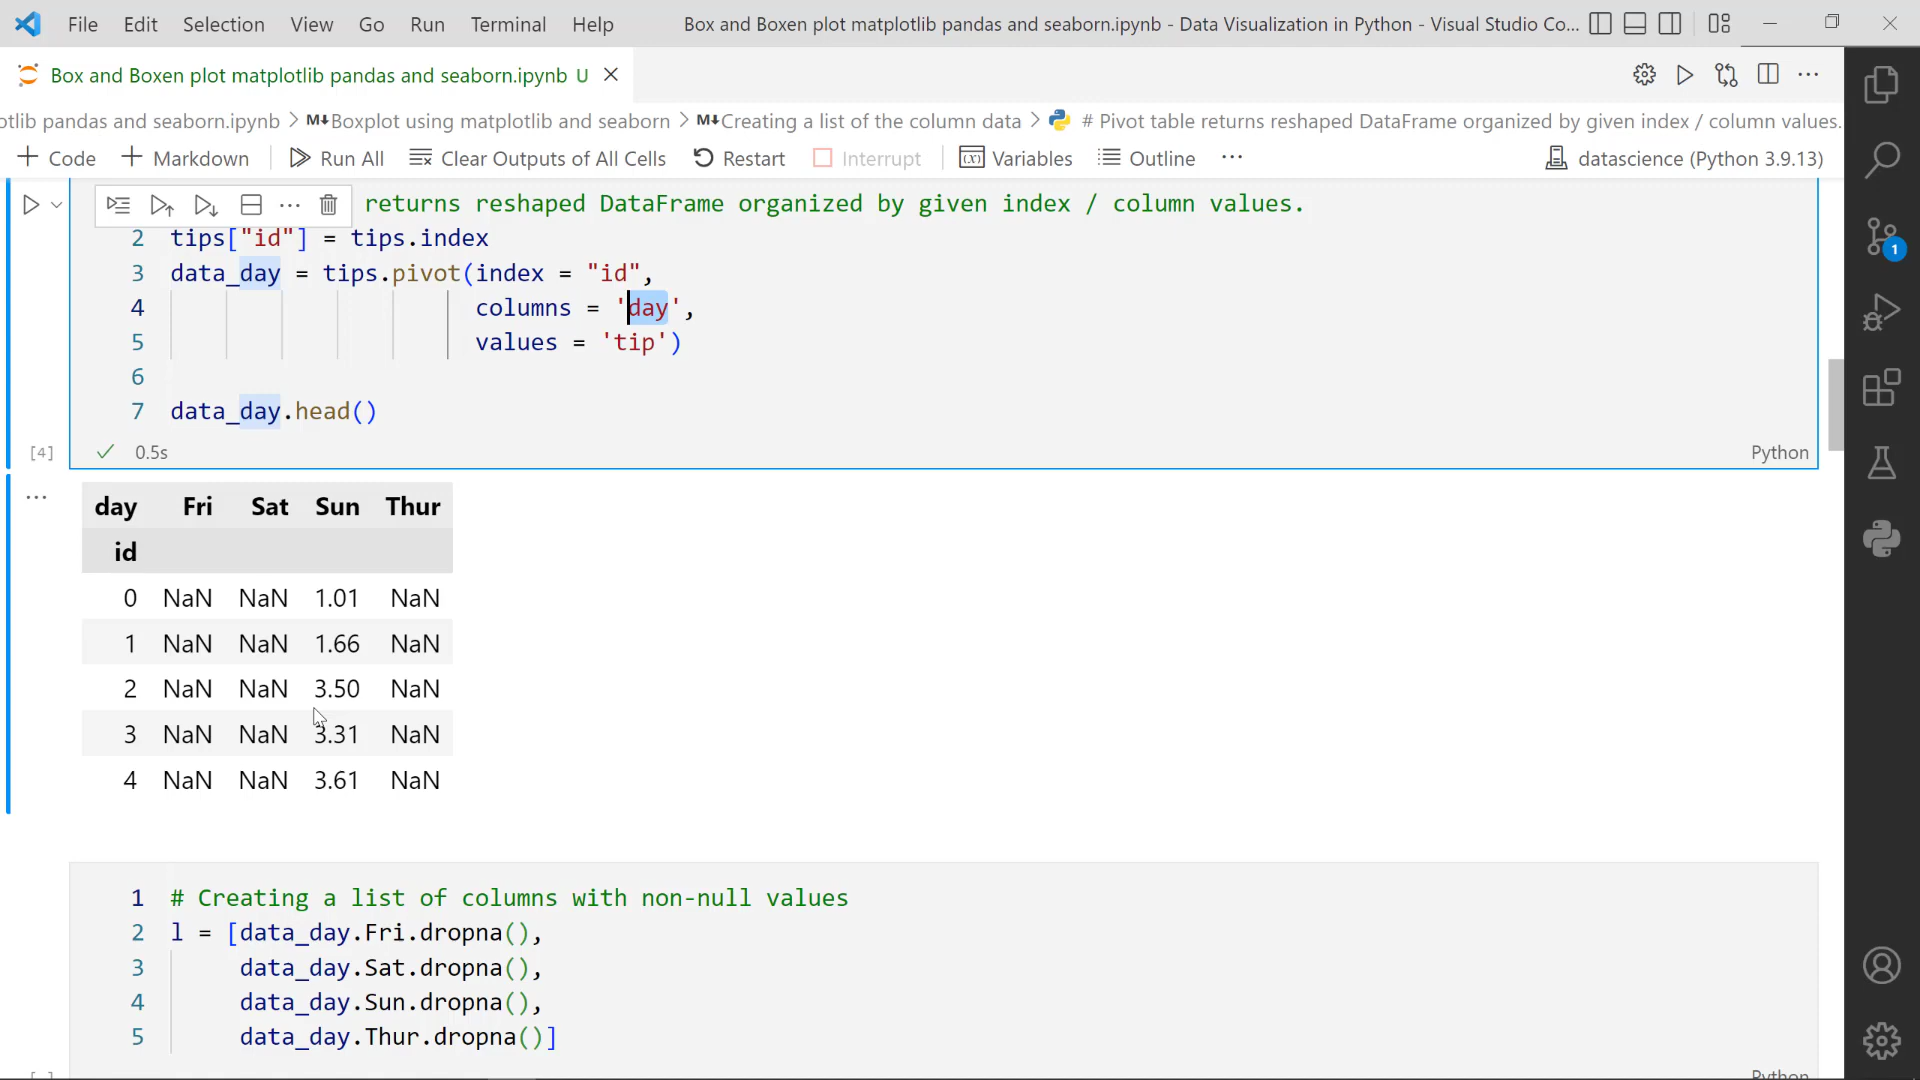 File Edit Selection View Go Run Terminal Help Box and Boxen plot matplotlib pandas and seaborn.ipynb - Data Visualization in Python - Visual Studio Co...
Box and Boxen plot matplotlib pandas and seaborn.ipynb U
otlib pandas and seaborn.ipynb > M↓Boxplot using matplotlib and seaborn > M↓Creating a list of the column data > # Pivot table returns reshaped DataFrame organized by given index / column values.
+ Code + Markdown Run All Clear Outputs of All Cells Restart Interrupt Variables Outline ... datascience (Python 3.9.13)
returns reshaped DataFrame organized by given index / column values.
2 tips["id"] = tips.index
3 data_day = tips.pivot(index = "id",
4 columns = 'day',
5 values = 'tip')
6
7 data_day.head()
[4] ✓ 0.5s Python
day Fri Sat Sun Thur
id
0 NaN NaN 1.01 NaN
1 NaN NaN 1.66 NaN
2 NaN NaN 3.50 NaN
3 NaN NaN 3.31 NaN
4 NaN NaN 3.61 NaN
1 # Creating a list of columns with non-null values
2 l = [data_day.Fri.dropna(),
3 data_day.Sat.dropna(),
4 data_day.Sun.dropna(),
5 data_day.Thur.dropna()]
[ ] Python
1